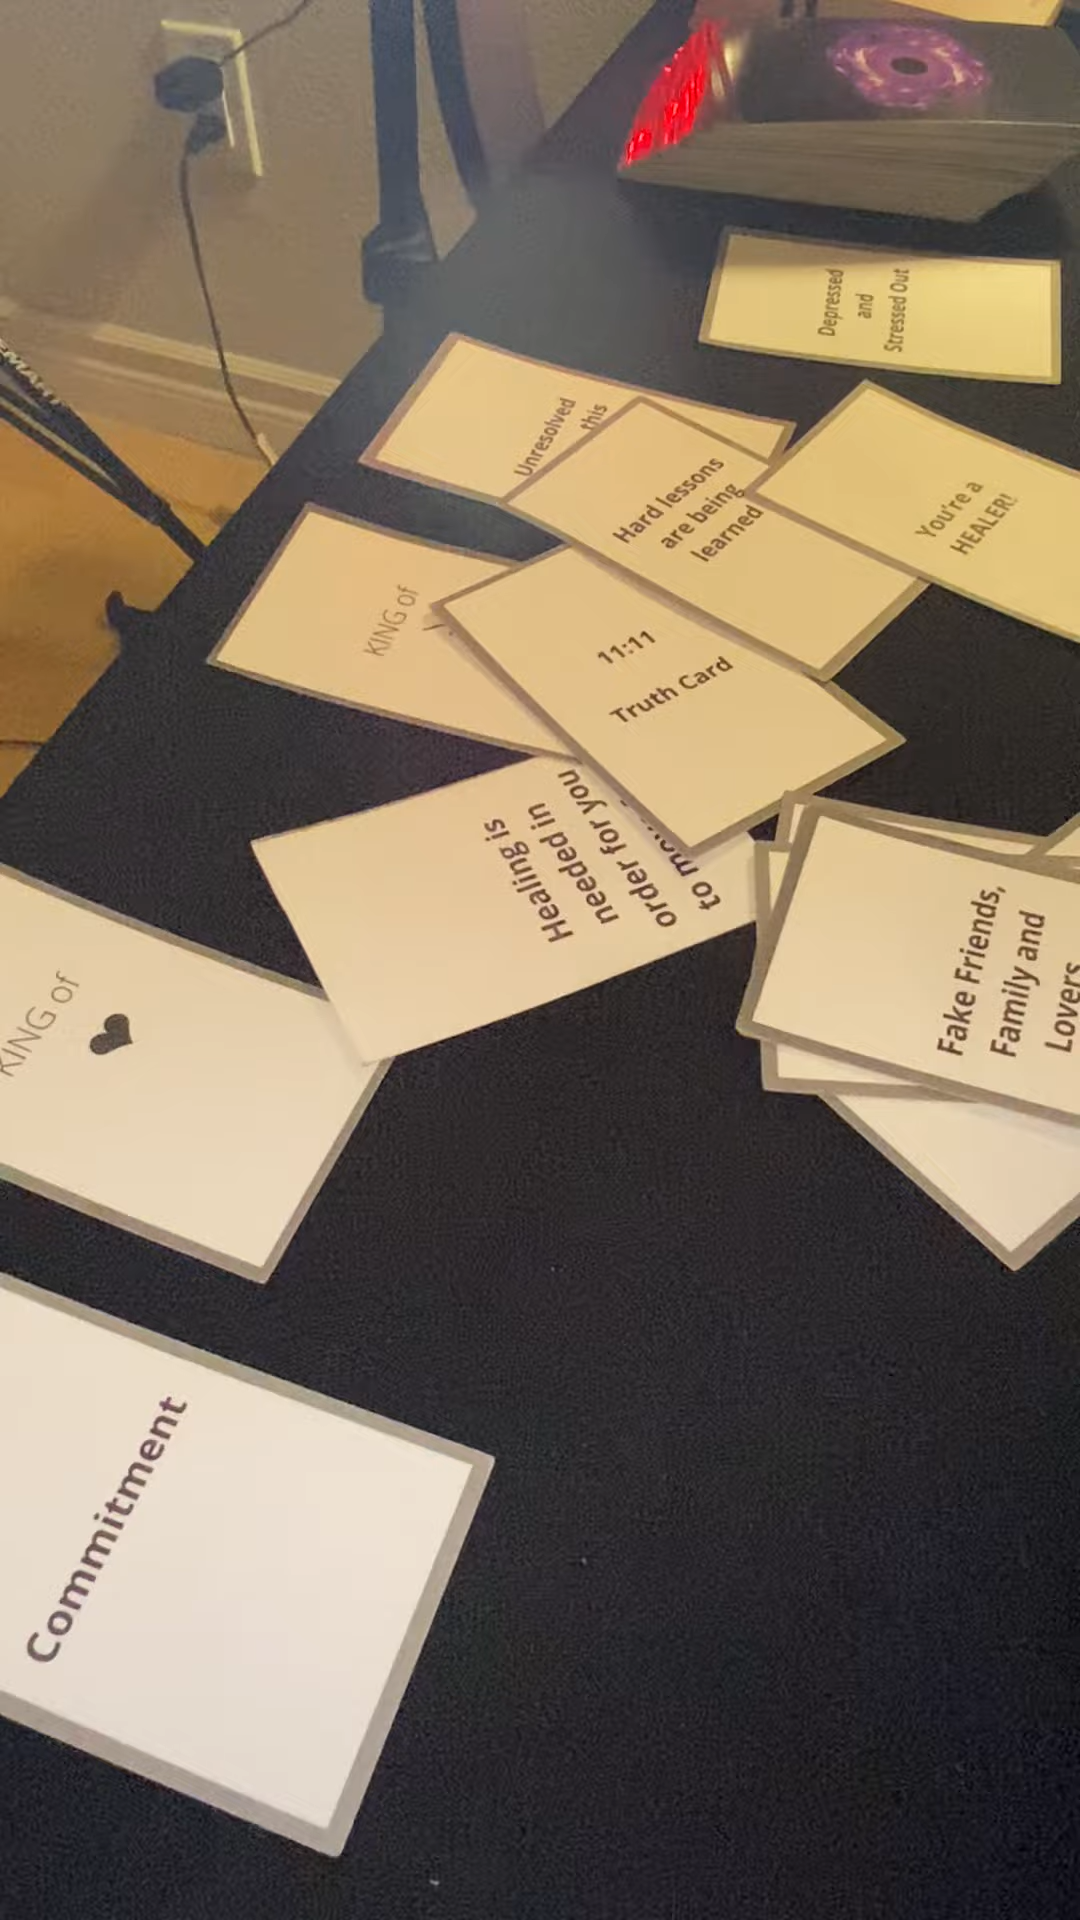 Depressed
and
Stressed Out
Unresolved
this
Hard lessons
are being
learned
You're a
HEALER!
KING of
11:11
Truth Card
Healing is
needed in
order for you
to
Fake Friends,
Family and
Lovers
KING of
♥
Commitment